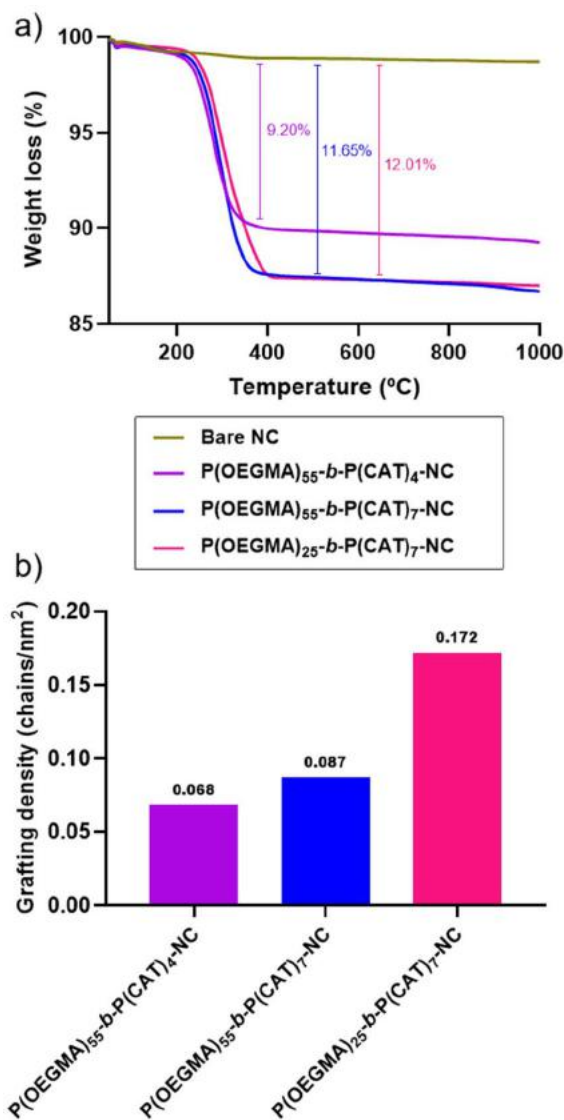 a)
100
95
90
85
Weight loss (%)
9.20%
11.65%
12.01%
200 400 600 800 1000
Temperature (ºC)
Bare NC
P(OEGMA)₅₅-b-P(CAT)₄-NC
P(OEGMA)₅₅-b-P(CAT)₇-NC
P(OEGMA)₂₅-b-P(CAT)₇-NC
b)
0.20
0.15
0.10
0.05
0.00
Grafting density (chains/nm²)
0.068
0.087
0.172
P(OEGMA)₅₅-b-P(CAT)₄-NC
P(OEGMA)₅₅-b-P(CAT)₇-NC
P(OEGMA)₂₅-b-P(CAT)₇-NC